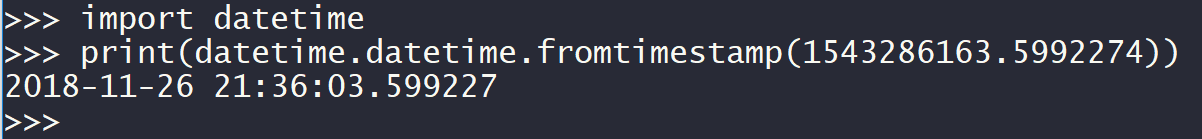 >>> import datetime
>>> print(datetime.datetime.fromtimestamp(1543286163.5992274))
2018-11-26 21:36:03.599227
>>>